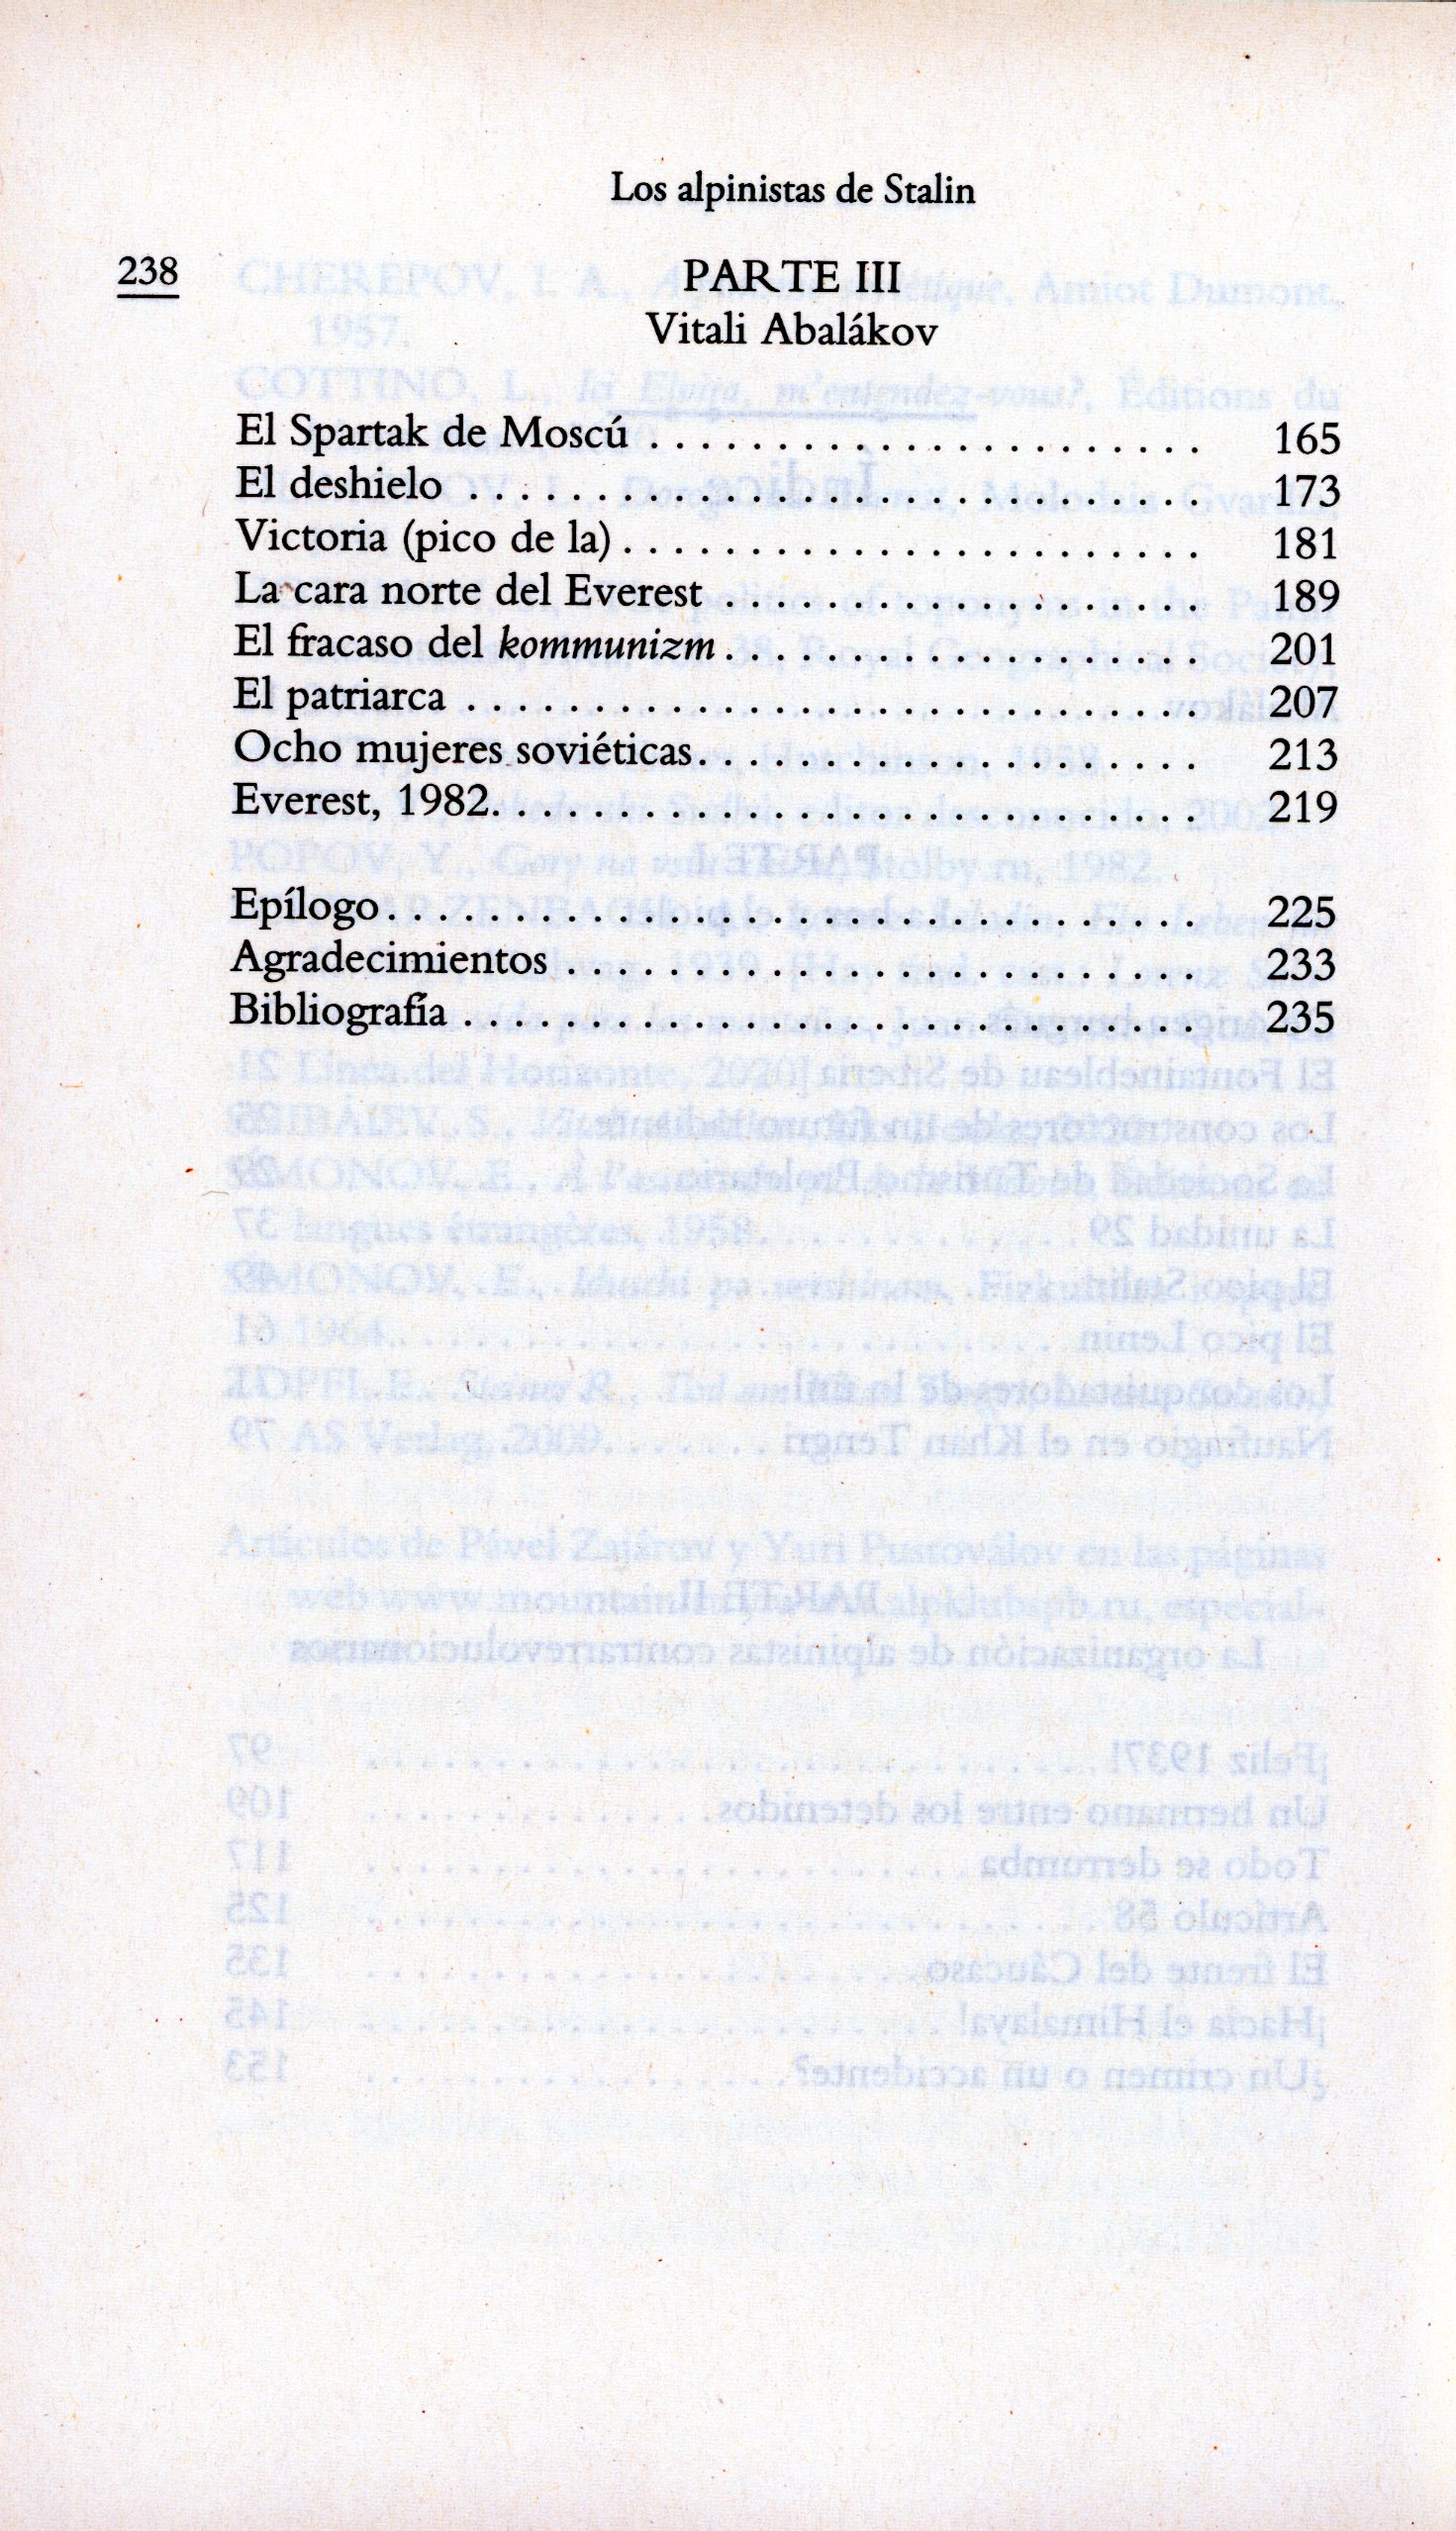 Los alpinistas de Stalin
238
PARTE III
Vitali Abalákov
El Spartak de Moscú . . . . . . . . . . . . . . . . . . . . . . 165
El deshielo . . . . . . . . . . . . . . . . . . . . . . . . . . . . . 173
Victoria (pico de la) . . . . . . . . . . . . . . . . . . . . . . . 181
La cara norte del Everest . . . . . . . . . . . . . . . . . . . 189
El fracaso del kommunizm . . . . . . . . . . . . . . . . . . . 201
El patriarca . . . . . . . . . . . . . . . . . . . . . . . . . . . . . 207
Ocho mujeres soviéticas. . . . . . . . . . . . . . . . . . . . 213
Everest, 1982. . . . . . . . . . . . . . . . . . . . . . . . . . . . 219
Epílogo . . . . . . . . . . . . . . . . . . . . . . . . . . . . . . . . 225
Agradecimientos . . . . . . . . . . . . . . . . . . . . . . . . . 233
Bibliografía . . . . . . . . . . . . . . . . . . . . . . . . . . . . . 235